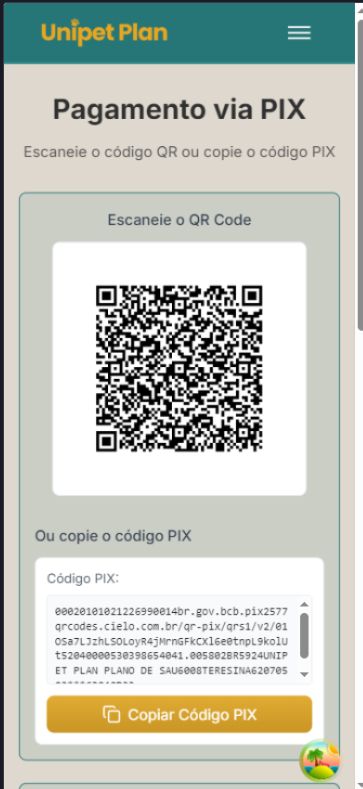 Unipet Plan
Pagamento via PIX
Escaneie o código QR ou copie o código PIX
Escaneie o QR Code
Ou copie o código PIX
Código PIX:
00020101021226990014br.gov.bcb.pix2577
qrcodes.cielo.com.br/qr-pix/qrs1/v2/01
OSa7LJzhLSOLoyR4jMrnGFkCXl6e0tnpL9kolU
t52040000530398654041.005802BR5924UNIP
ET PLAN PLANO DE SAU6008TERESINA620705
Copiar Código PIX